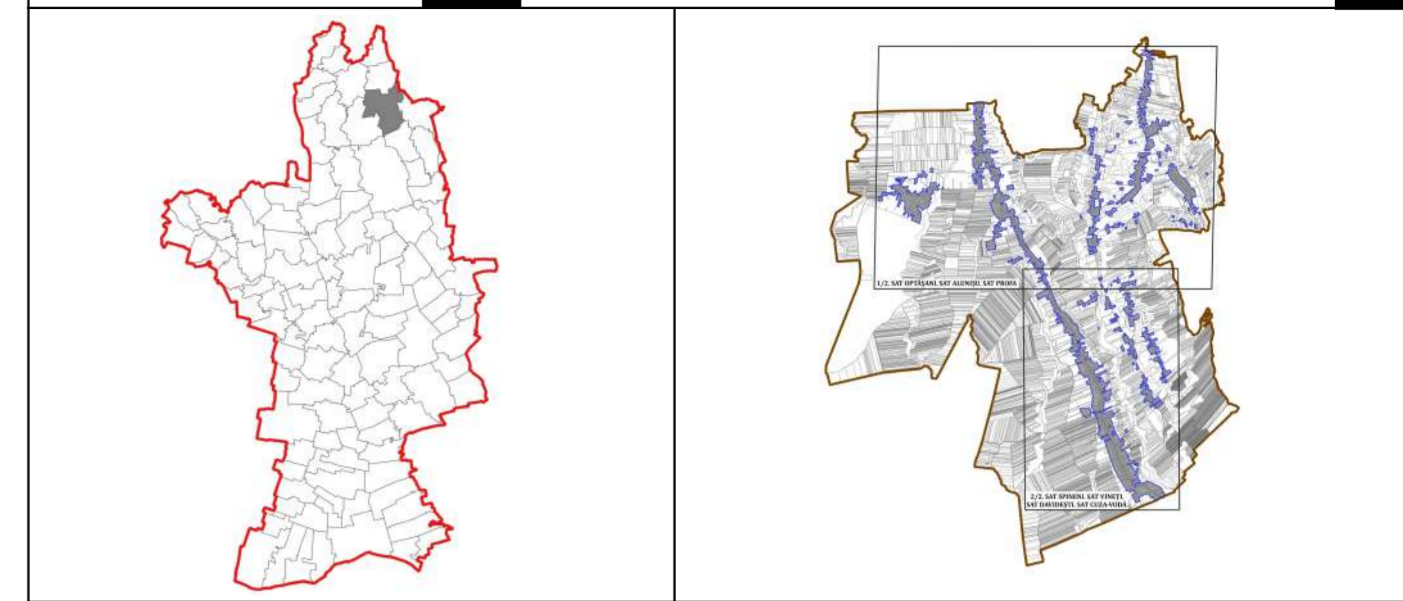 1/2. SAT OPTĂȘANI, SAT ALUNIȘU, SAT PROFA
2/2. SAT SPINENI, SAT VINEȚI,
SAT DAVIDEȘTI, SAT CUZA-VODĂ